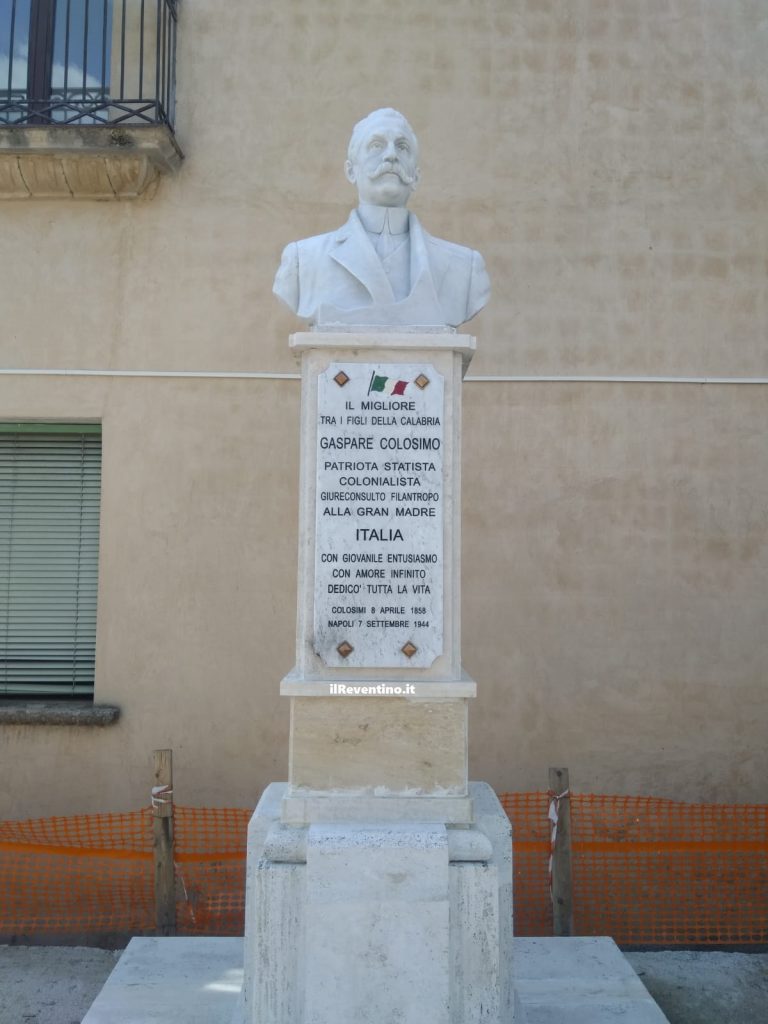 IL MIGLIORE
TRA I FIGLI DELLA CALABRIA
GASPARE COLOSIMO
PATRIOTA STATISTA
COLONIALISTA
GIURECONSULTO FILANTROPO
ALLA GRAN MADRE
ITALIA
CON GIOVANILE ENTUSIASMO
CON AMORE INFINITO
DEDICO' TUTTA LA VITA
COLOSIMI 8 APRILE 1858
NAPOLI 7 SETTEMBRE 1944
ilReventino.it